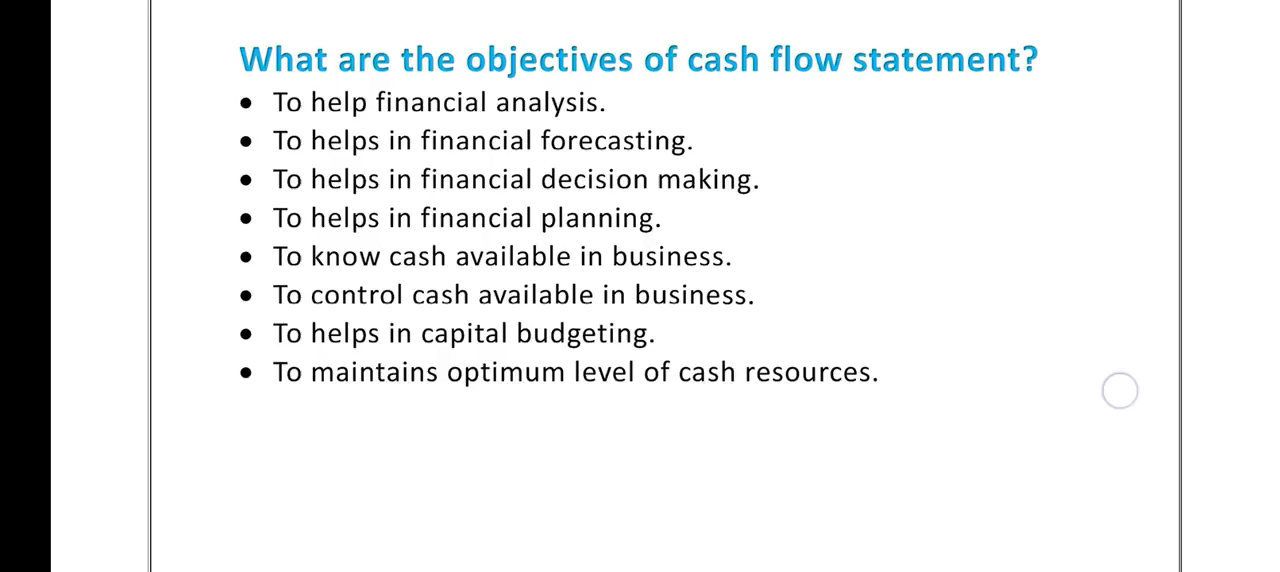 What are the objectives of cash flow statement?
• To help financial analysis.
• To helps in financial forecasting.
• To helps in financial decision making.
• To helps in financial planning.
• To know cash available in business.
• To control cash available in business.
• To helps in capital budgeting.
• To maintains optimum level of cash resources.